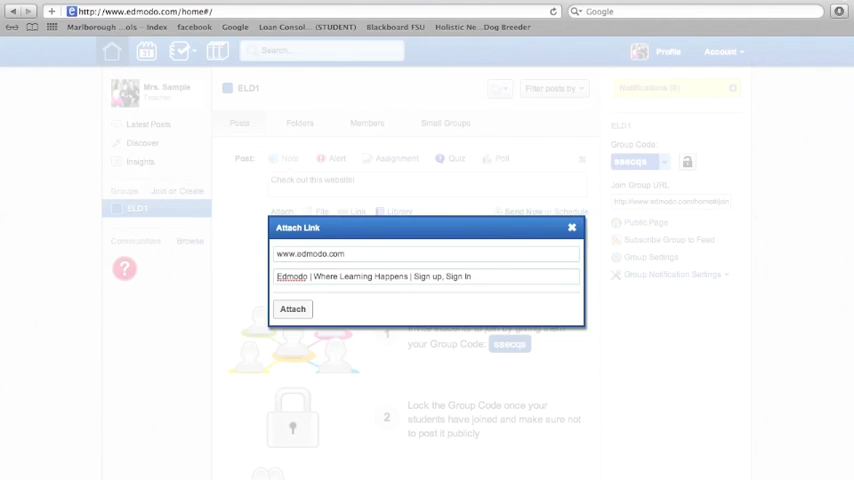 http://www.edmodo.com/home#/
Google
Marlborough ...ols – Index facebook Google Loan Consol... (STUDENT) Blackboard FSU Holistic Ne...Dog Breeder
Search...
Profile
Account
Mrs. Sample
Teacher
Latest Posts
Discover
Insights
Groups Join or Create
ELD1
Communities Browse
ELD1
Filter posts by
Posts Folders Members Small Groups
Post: Note Alert Assignment Quiz Poll
Check out this website!
Attach: File Link Library Send Now or Schedule
Attach Link
www.edmodo.com
Edmodo | Where Learning Happens | Sign up, Sign In
Attach
1
Invite students to join by giving them
your Group Code: ssecqs
2
Lock the Group Code once your
students have joined and make sure not
to post it publicly
Notifications (0)
ELD1
Group Code:
ssecqs
Join Group URL
http://www.edmodo.com/home#/join
Public Page
Subscribe Group to Feed
Group Settings
Group Notification Settings